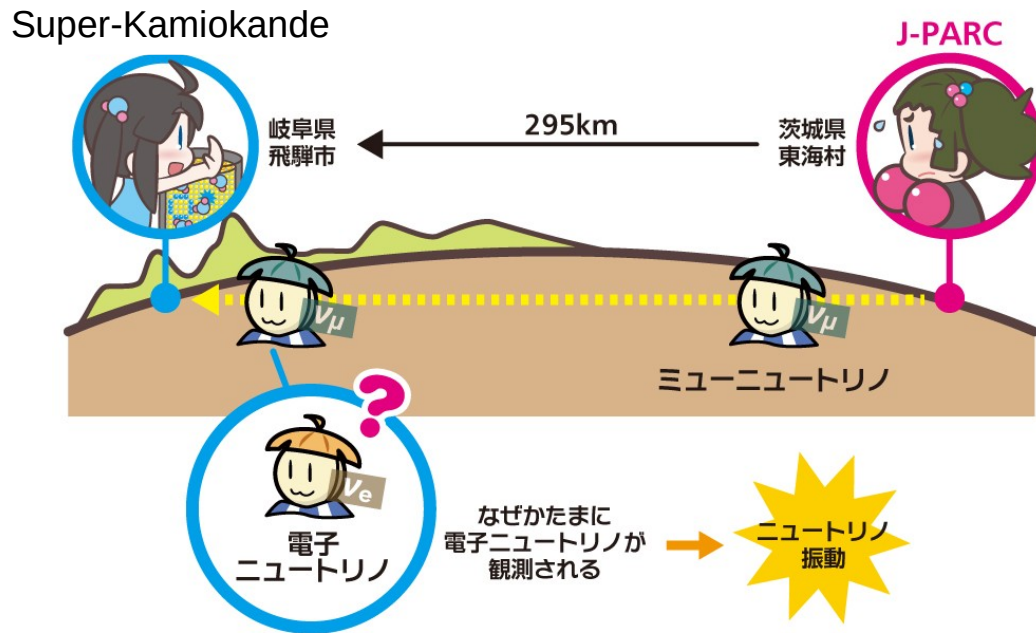 Super-Kamiokande
J-PARC
岐阜県
飛騨市
295km
茨城県
東海村
νμ
νμ
ミューニュートリノ
?
νe
電子
ニュートリノ
なぜかたまに
電子ニュートリノが
観測される
ニュートリノ
振動